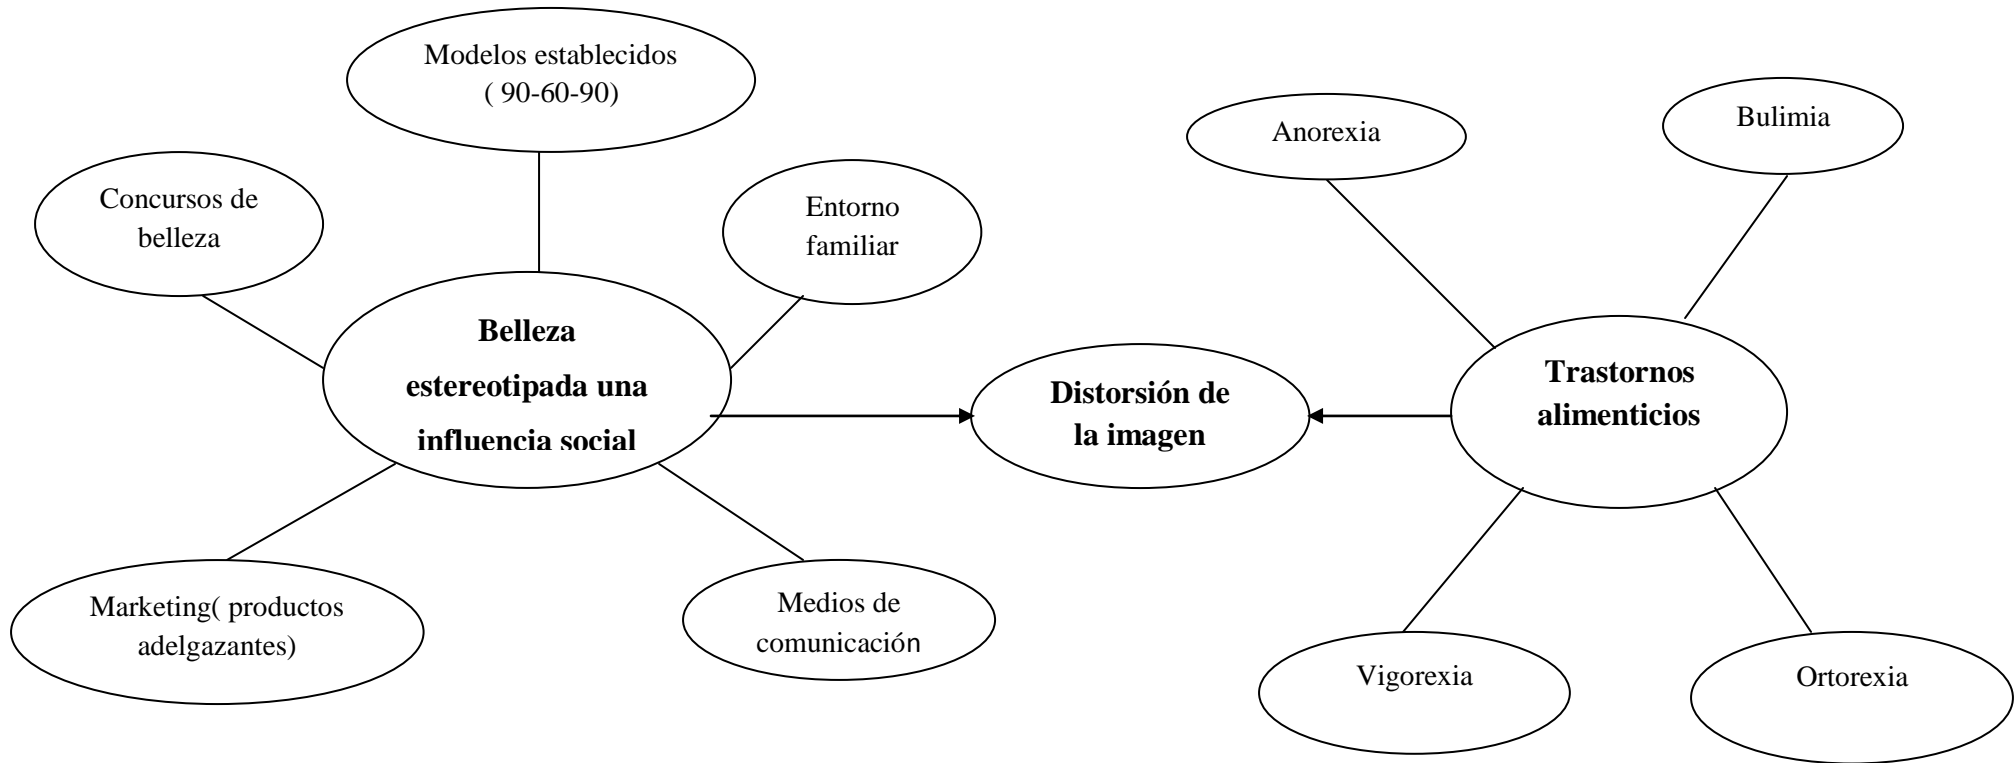 Modelos establecidos
( 90-60-90)
Concursos de
belleza
Entorno
familiar
Belleza
estereotipada una
influencia social
Marketing( productos
adelgazantes)
Medios de
comunicación
Distorsión de
la imagen
Anorexia
Bulimia
Trastornos
alimenticios
Vigorexia
Ortorexia